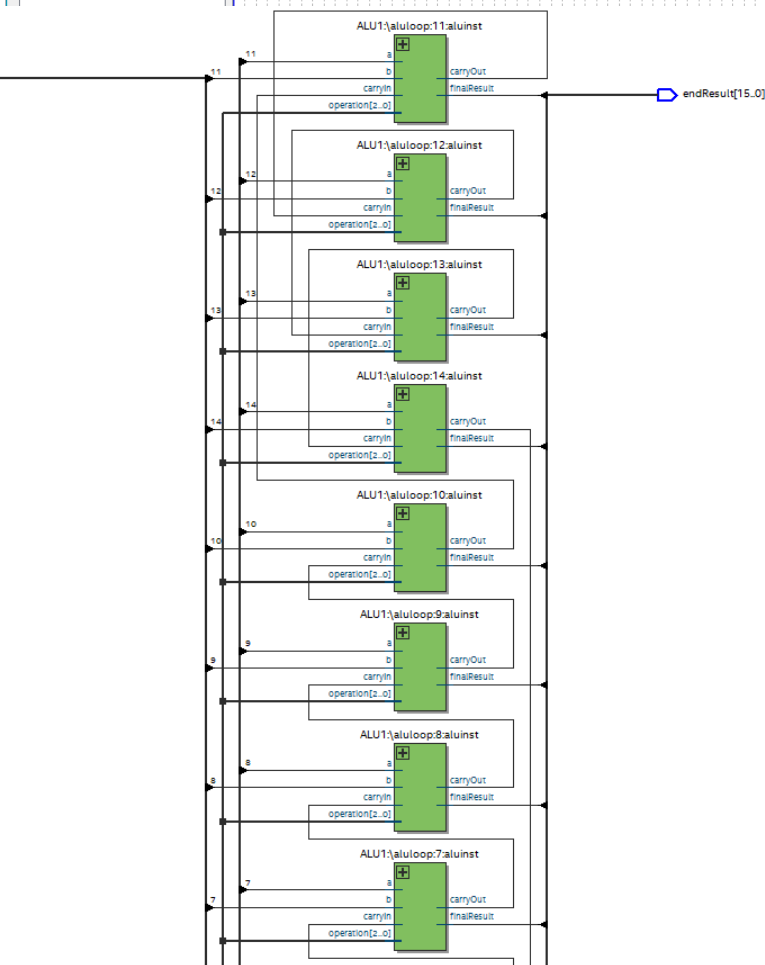 ALU1:\aluloop:11:aluinst
11
a
11
b
carryOut
carryIn
finalResult
endResult[15..0]
operation[2..0]
ALU1:\aluloop:12:aluinst
12
a
12
b
carryOut
carryIn
finalResult
operation[2..0]
ALU1:\aluloop:13:aluinst
13
a
13
b
carryOut
carryIn
finalResult
operation[2..0]
ALU1:\aluloop:14:aluinst
14
a
14
b
carryOut
carryIn
finalResult
operation[2..0]
ALU1:\aluloop:10:aluinst
10
a
10
b
carryOut
carryIn
finalResult
operation[2..0]
ALU1:\aluloop:9:aluinst
9
a
9
b
carryOut
carryIn
finalResult
operation[2..0]
ALU1:\aluloop:8:aluinst
8
a
8
b
carryOut
carryIn
finalResult
operation[2..0]
ALU1:\aluloop:7:aluinst
7
a
7
b
carryOut
carryIn
finalResult
operation[2..0]